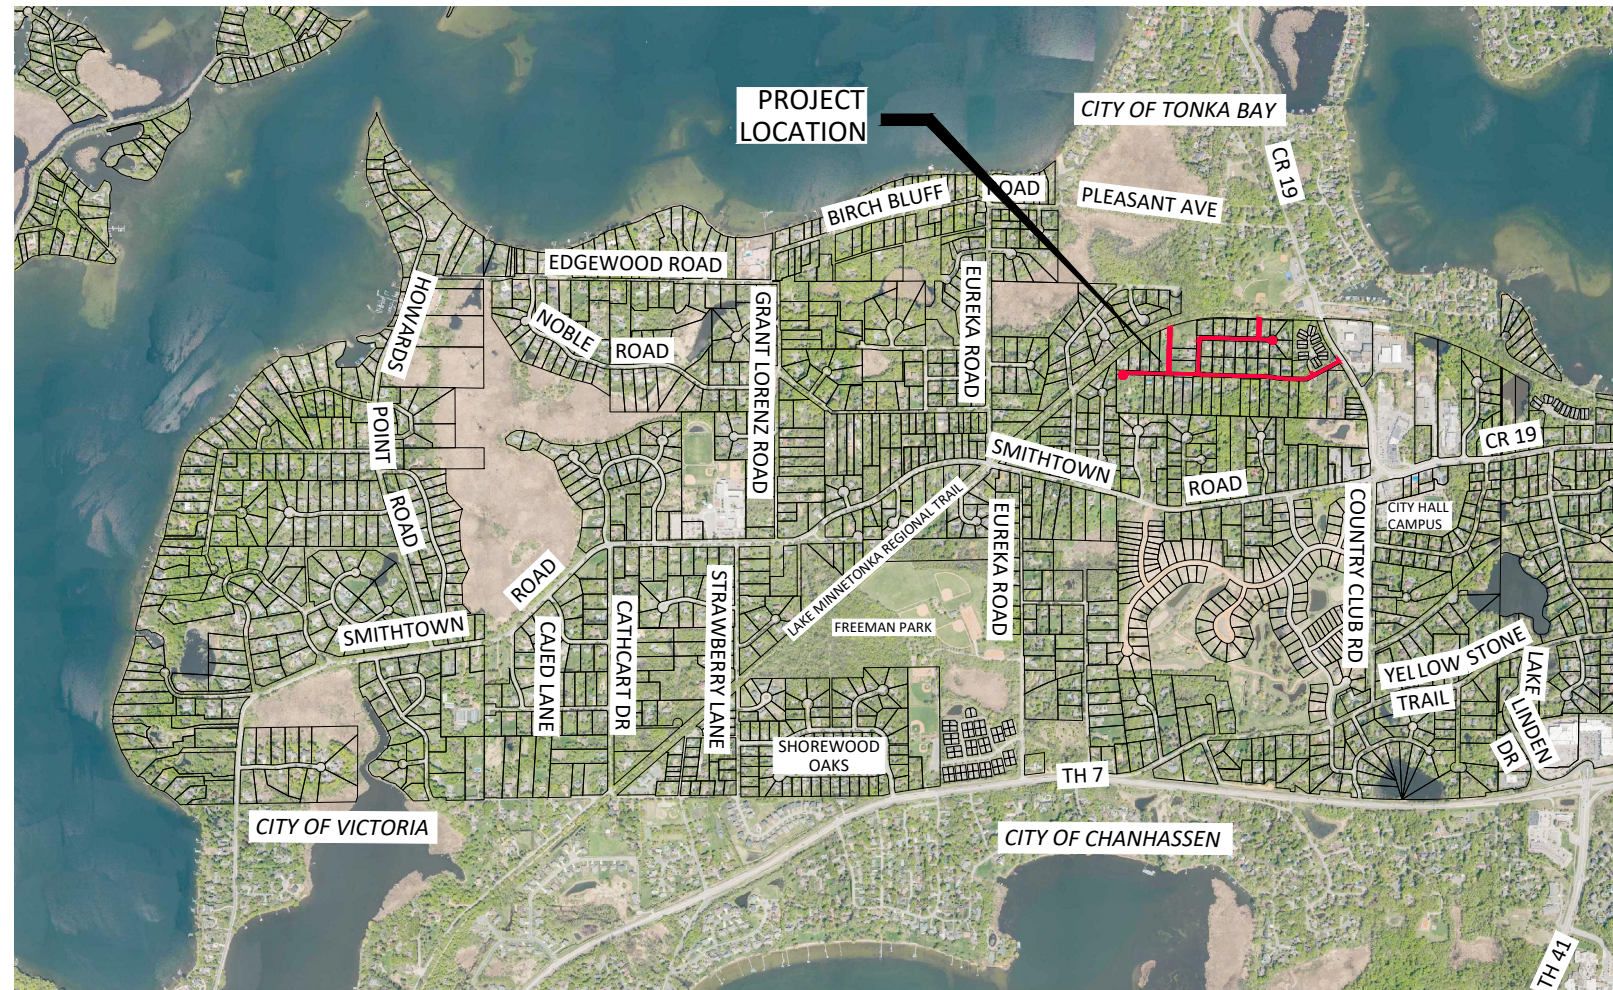 PROJECT
LOCATION
CITY OF TONKA BAY
CR 19
BIRCH BLUFF
ROAD
PLEASANT AVE
EDGEWOOD ROAD
HOWARDS
NOBLE
ROAD
GRANT LORENZ ROAD
EUREKA ROAD
POINT
ROAD
SMITHTOWN
ROAD
CR 19
COUNTRY CLUB RD
CITY HALL
CAMPUS
LAKE MINNETONKA REGIONAL TRAIL
EUREKA ROAD
ROAD
SMITHTOWN
CAJED LANE
CATHCART DR
STRAWBERRY LANE
FREEMAN PARK
YELLOW STONE
TRAIL
LAKE
LINDEN
DR
SHOREWOOD
OAKS
TH 7
CITY OF VICTORIA
CITY OF CHANHASSEN
TH 41